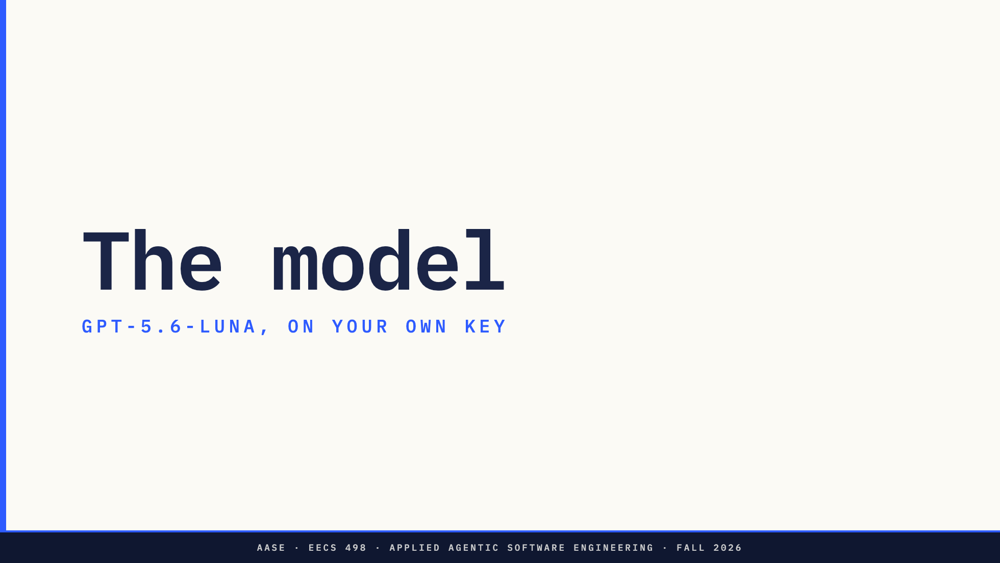 The model
GPT-5.6-LUNA, ON YOUR OWN KEY
AASE · EECS 498 · APPLIED AGENTIC SOFTWARE ENGINEERING · FALL 2026